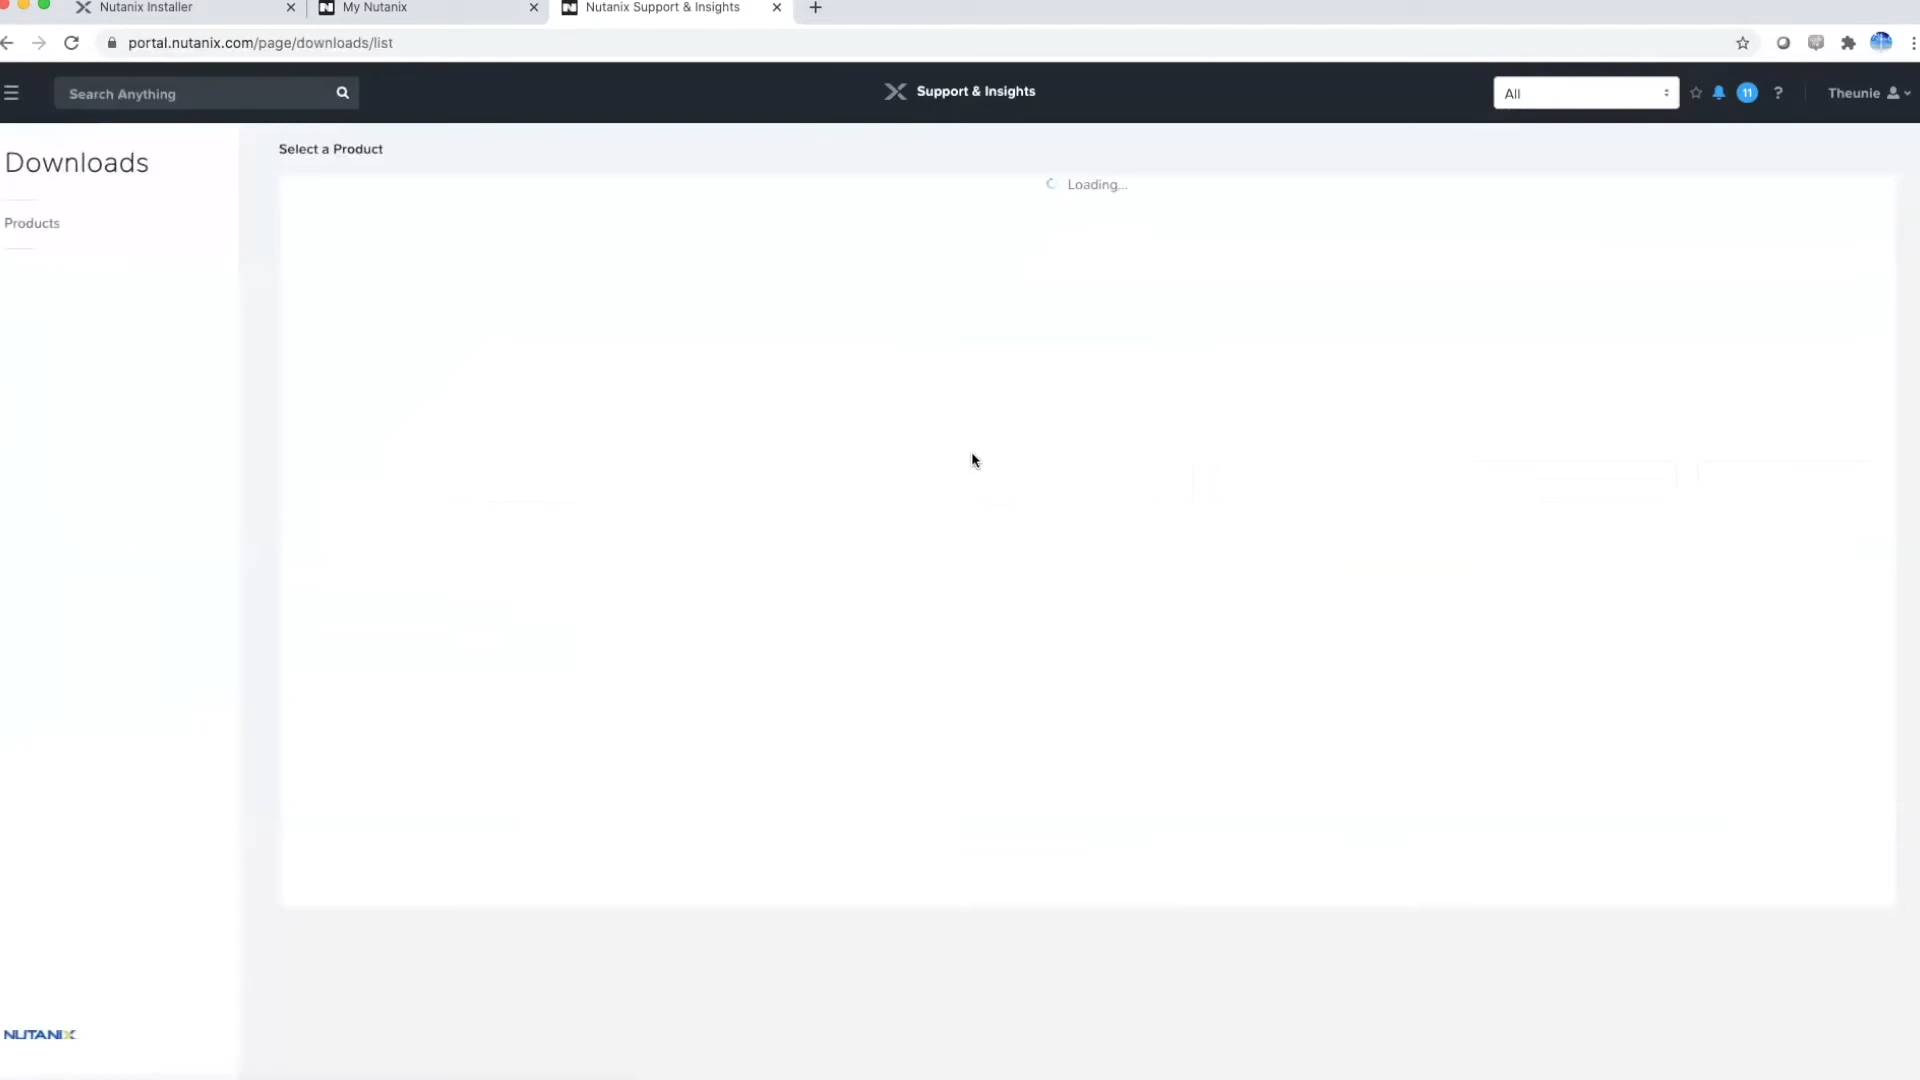 Nutanix Installer
My Nutanix
Nutanix Support & Insights
portal.nutanix.com/page/downloads/list
Search Anything
Support & Insights
All
11
?
Theunie
Downloads
Select a Product
Loading...
Products
NUTANIX